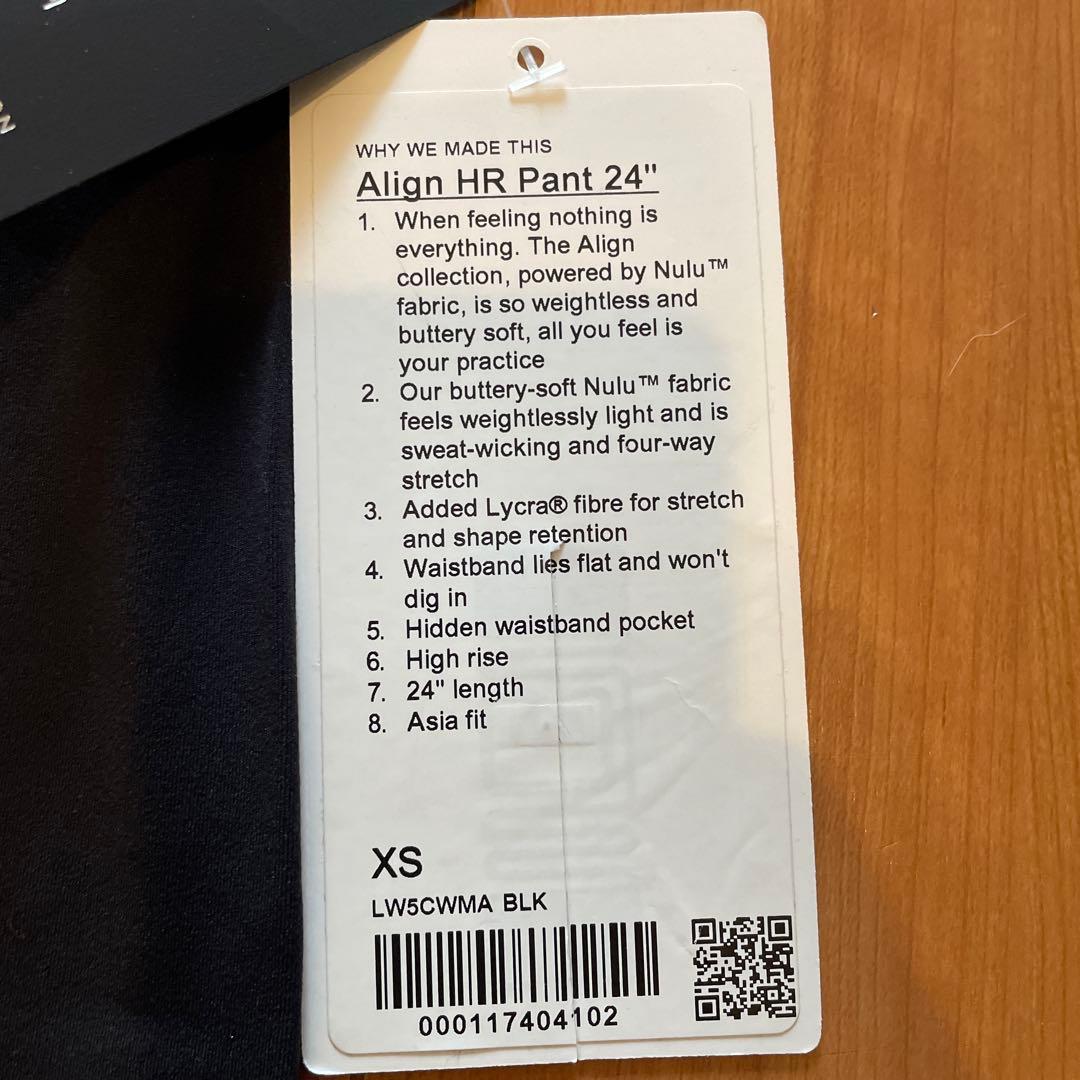 WHY WE MADE THIS
Align HR Pant 24"
1. When feeling nothing is
everything. The Align
collection, powered by Nulu™
fabric, is so weightless and
buttery soft, all you feel is
your practice
2. Our buttery-soft Nulu™ fabric
feels weightlessly light and is
sweat-wicking and four-way
stretch
3. Added Lycra® fibre for stretch
and shape retention
4. Waistband lies flat and won't
dig in
5. Hidden waistband pocket
6. High rise
7. 24" length
8. Asia fit
XS
LW5CWMA BLK
000117404102